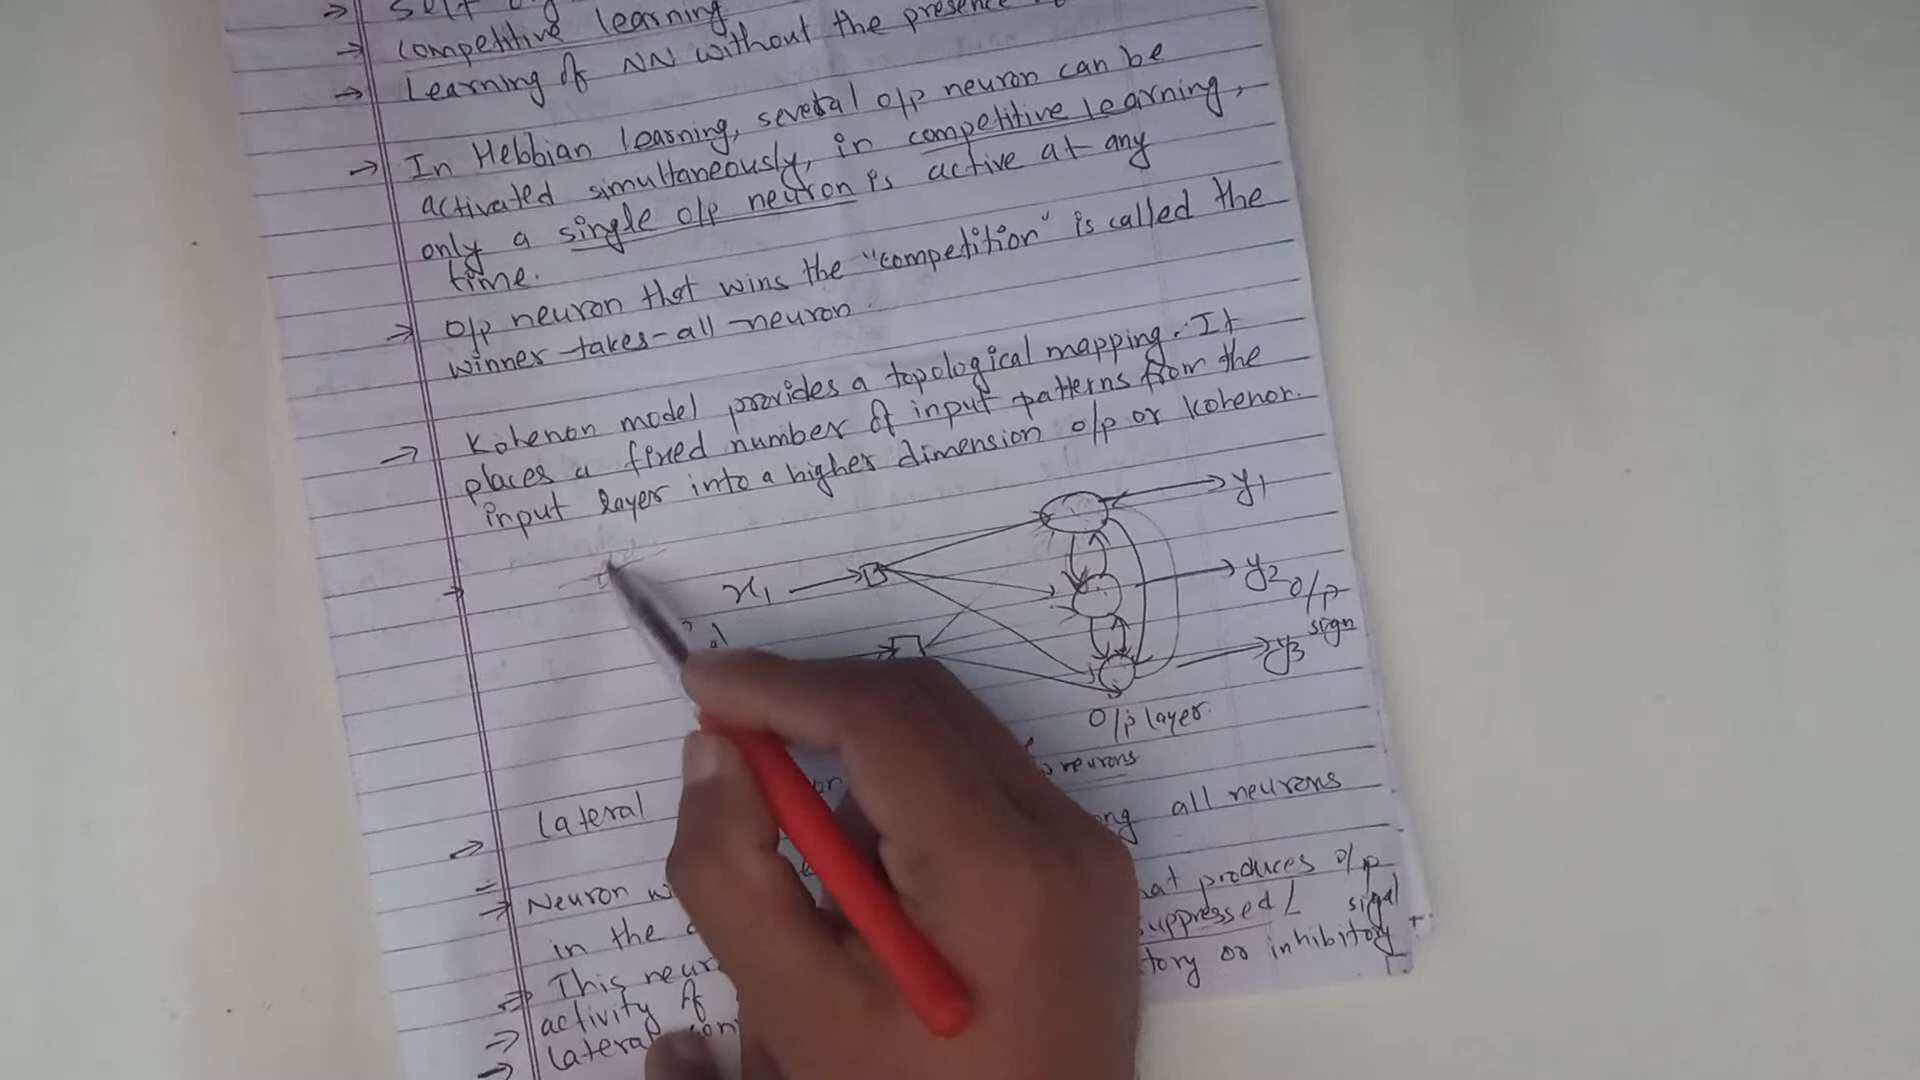 → Self
→ competitive learning
→ Learning of NN without the presence
→ In Hebbian learning, several o/p neuron can be
activated simultaneously, in competitive learning,
only a single o/p neuron is active at any
time.
→ O/p neuron that wins the "competition" is called the
winner-takes-all-neuron.
→ Kohenon model provides a topological mapping. It
places a fixed number of input patterns from the
input layer into a higher dimension o/p or Kohenon.
y1
x1
y2
o/p
sign
y3
O/p layer.
neurons
→ Lateral
all neurons
→ Neuron
that produces o/p
in the
suppressed/ sigal
→ This
or inhibitory
→ activity of
→ lateral